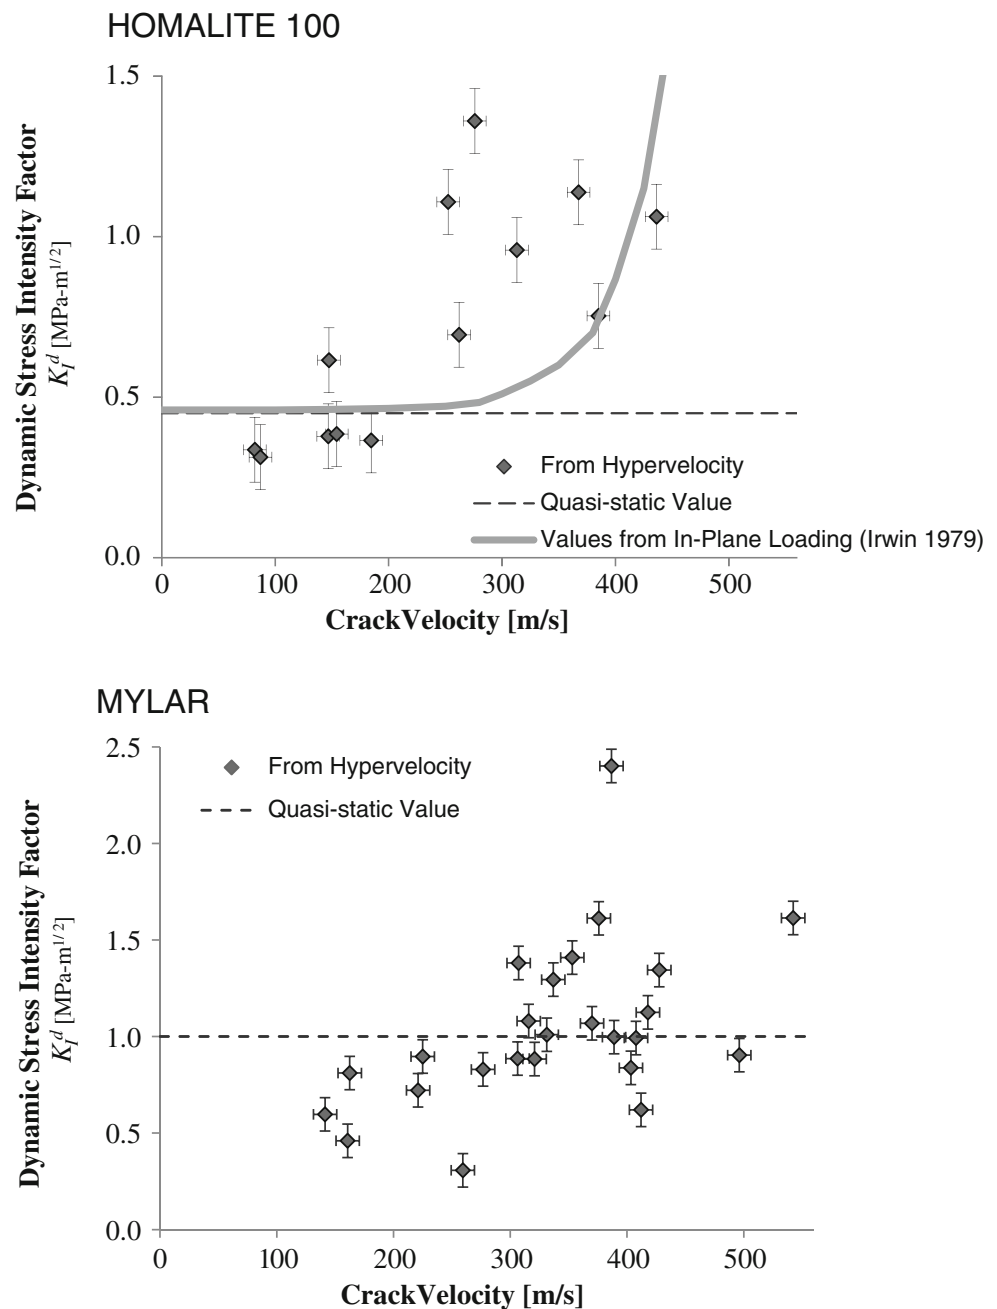 HOMALITE 100
Dynamic Stress Intensity Factor
K_I^d [MPa-m^{1/2}]
1.5
1.0
0.5
0.0
From Hypervelocity
Quasi-static Value
Values from In-Plane Loading (Irwin 1979)
0 100 200 300 400 500
CrackVelocity [m/s]
MYLAR
Dynamic Stress Intensity Factor
K_I^d [MPa-m^{1/2}]
2.5
2.0
1.5
1.0
0.5
0.0
From Hypervelocity
Quasi-static Value
0 100 200 300 400 500
CrackVelocity [m/s]